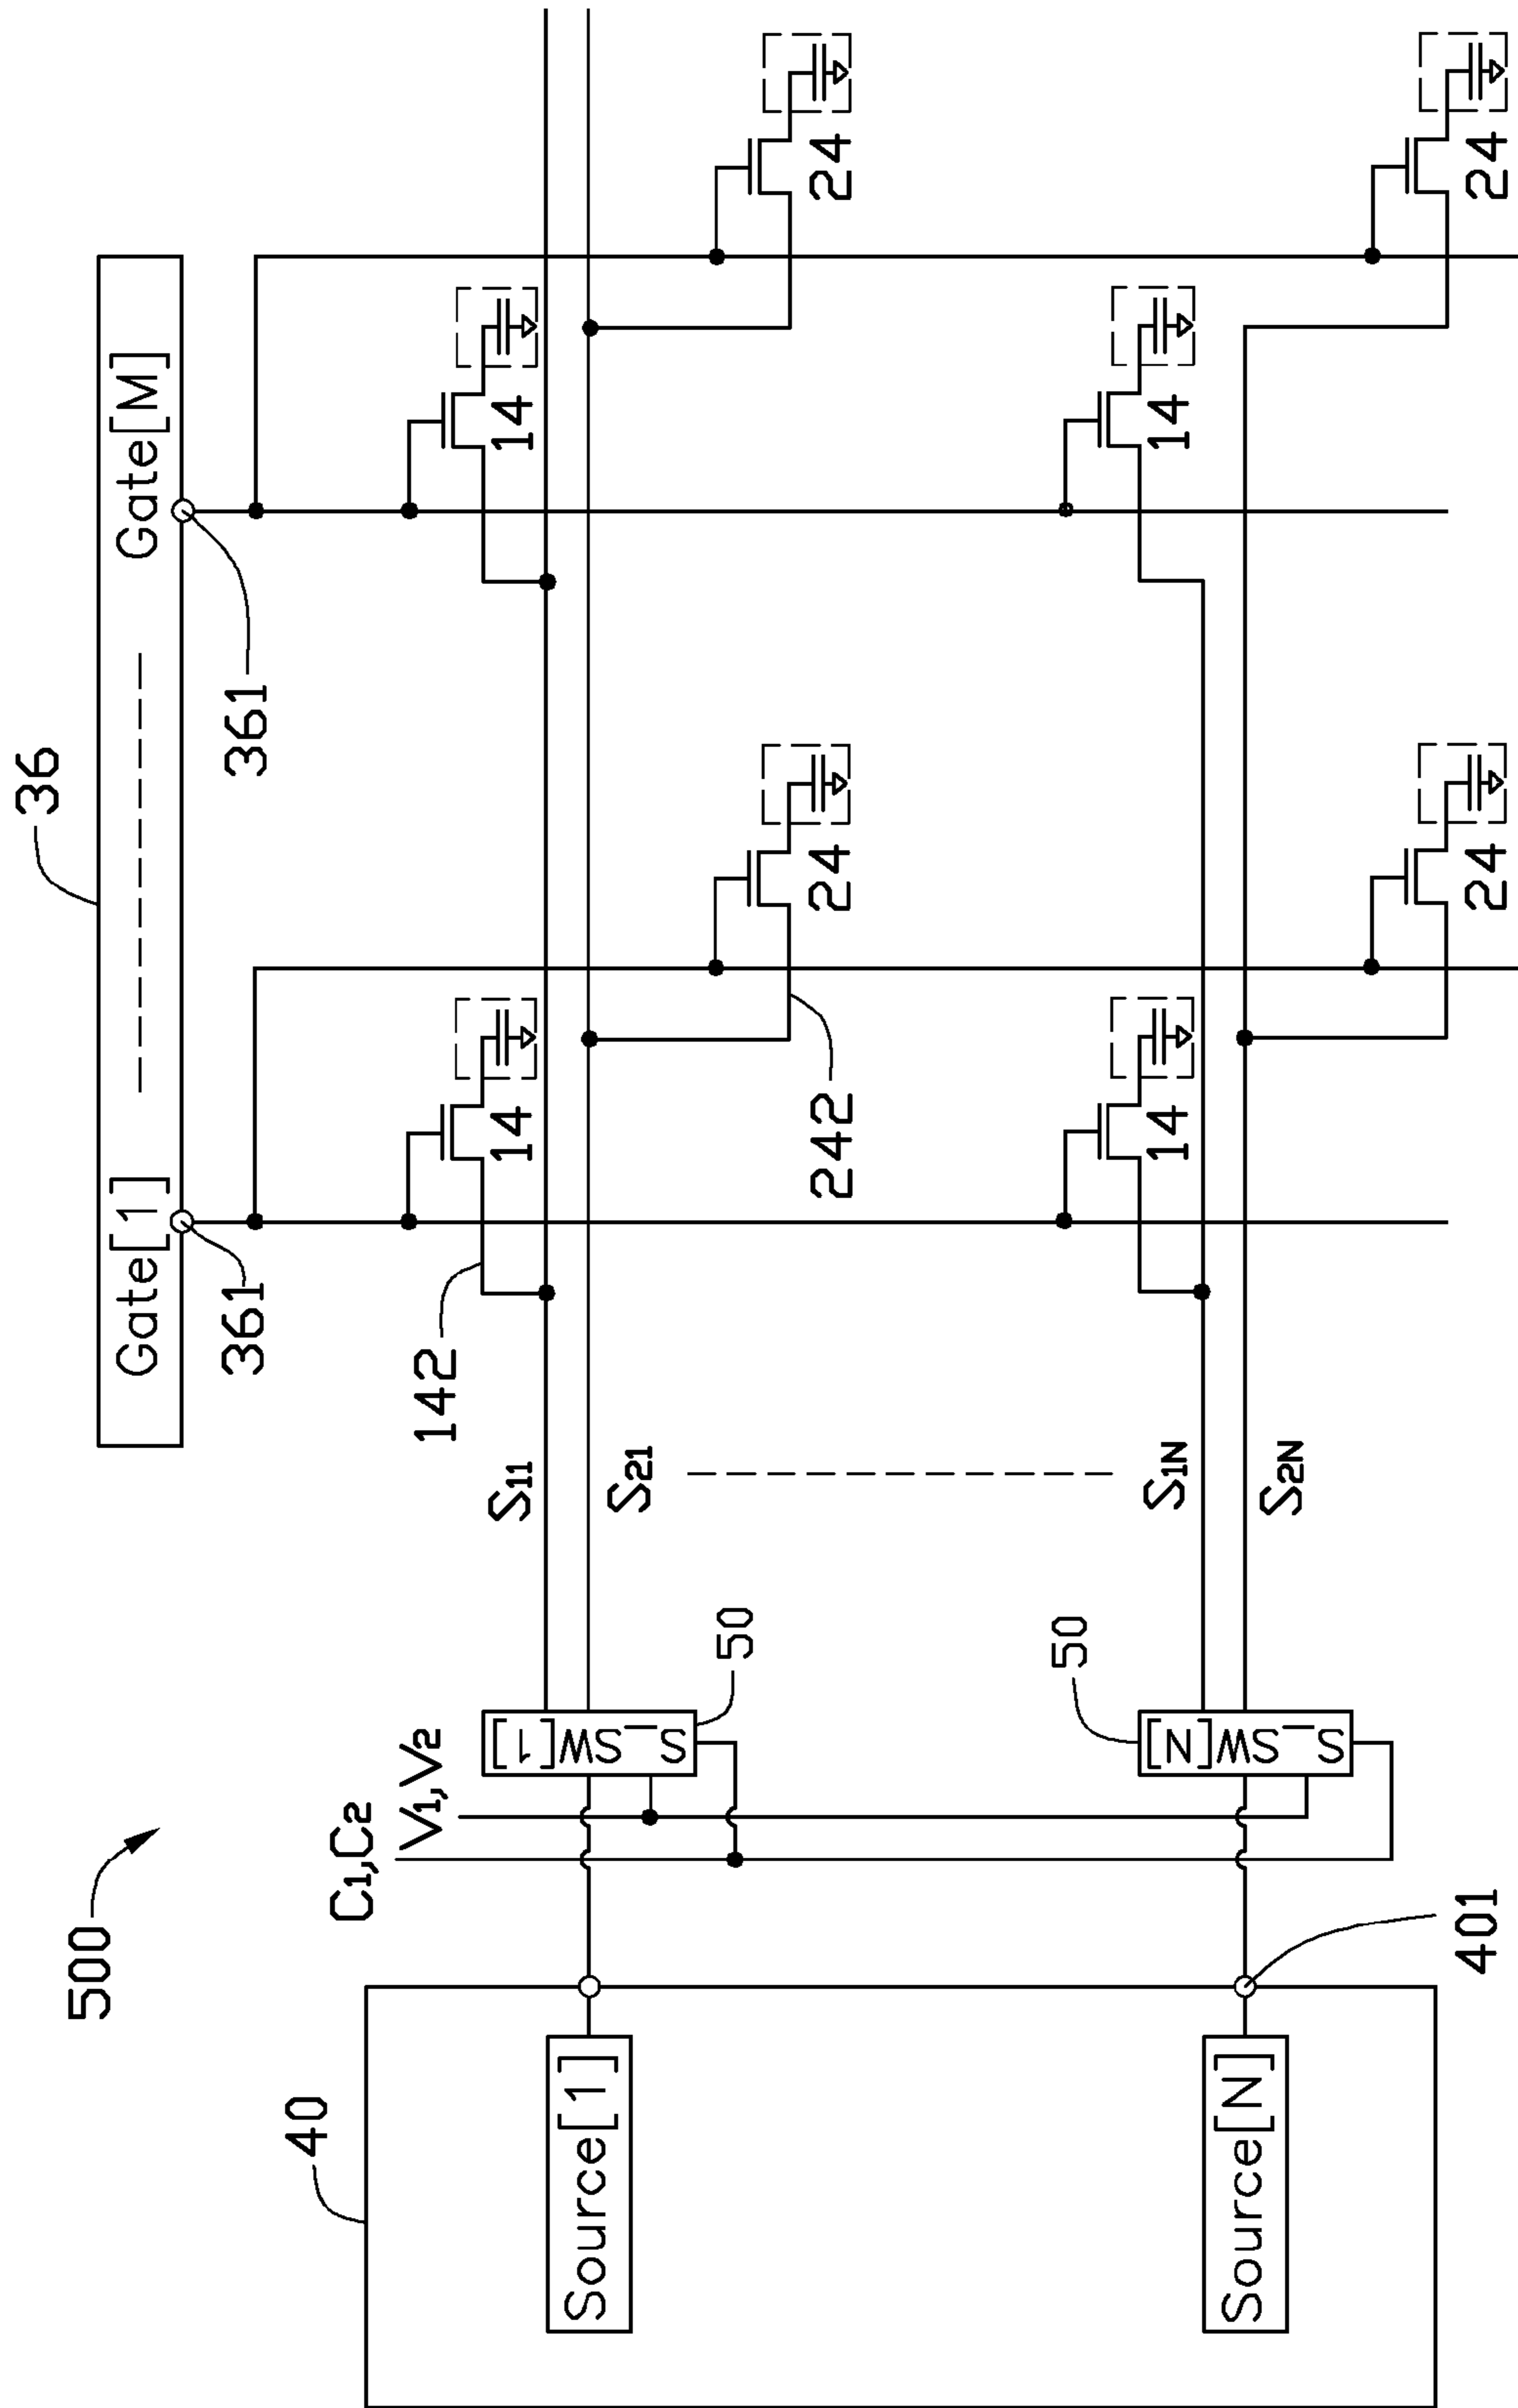 500
36
Gate[1]
Gate[M]
361
361
40
C1,C2
V1,V2
142
14
14
S11
S21
Source[1]
S_SW[1]
50
242
24
24
14
14
S1N
S2N
Source[N]
S_SW[N]
50
401
24
24